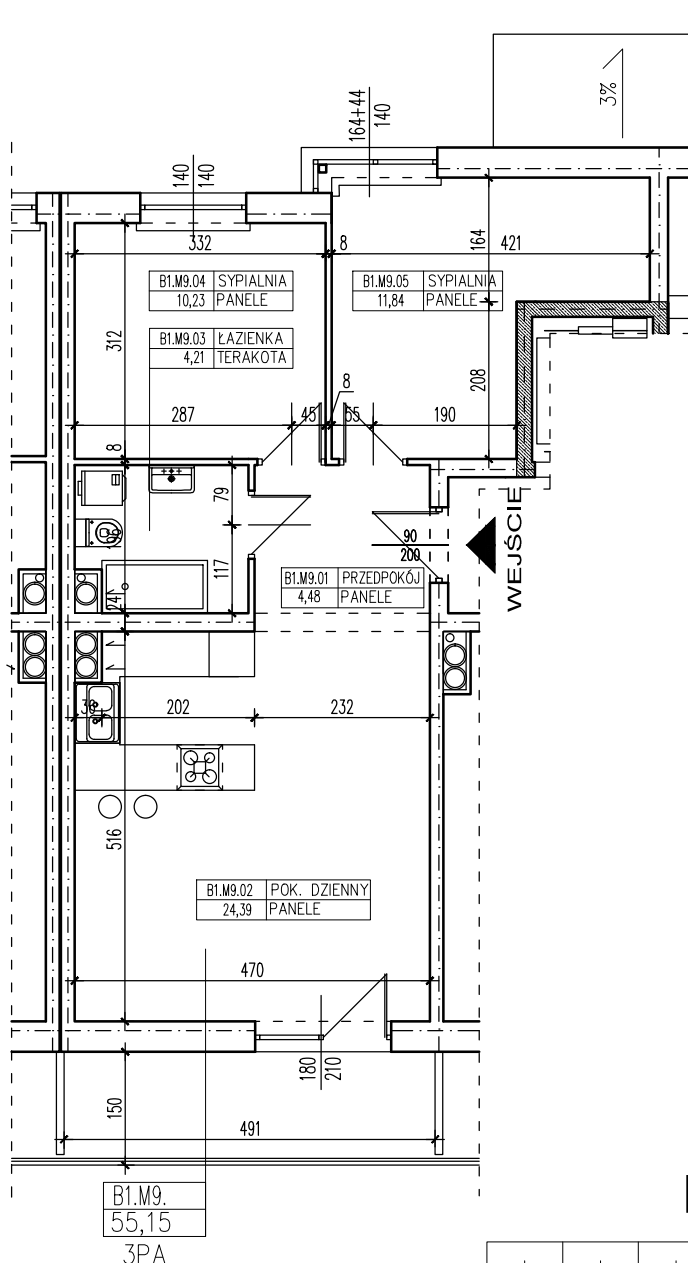 3%
164+44
140
140
140
332
8
164
421
B1.M9.04 SYPIALNIA
10,23 PANELE
B1.M9.05 SYPIALNIA
11,84 PANELE
312
B1.M9.03 ŁAZIENKA
4,21 TERAKOTA
208
8
287
45
55
190
8
79
90
200
WEJŚCIE
117
B1.M9.01 PRZEDPOKÓJ
4,48 PANELE
24
202
232
516
B1.M9.02 POK. DZIENNY
24,39 PANELE
470
180
210
150
491
B1.M9.
55,15
3PA